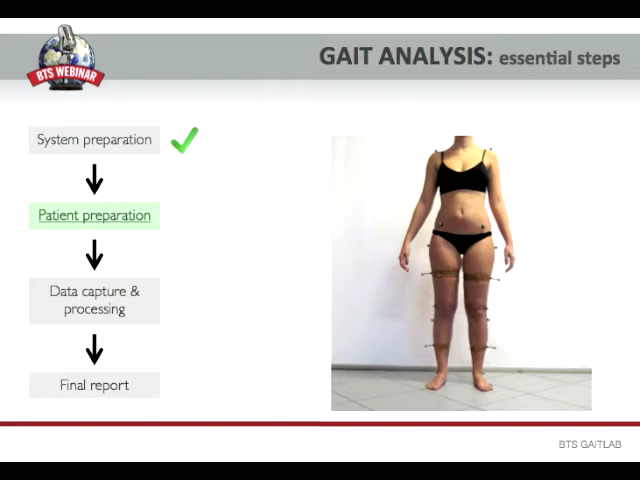 BTS WEBINAR
GAIT ANALYSIS: essential steps
System preparation
Patient preparation
Data capture &
processing
Final report
BTS GAITLAB